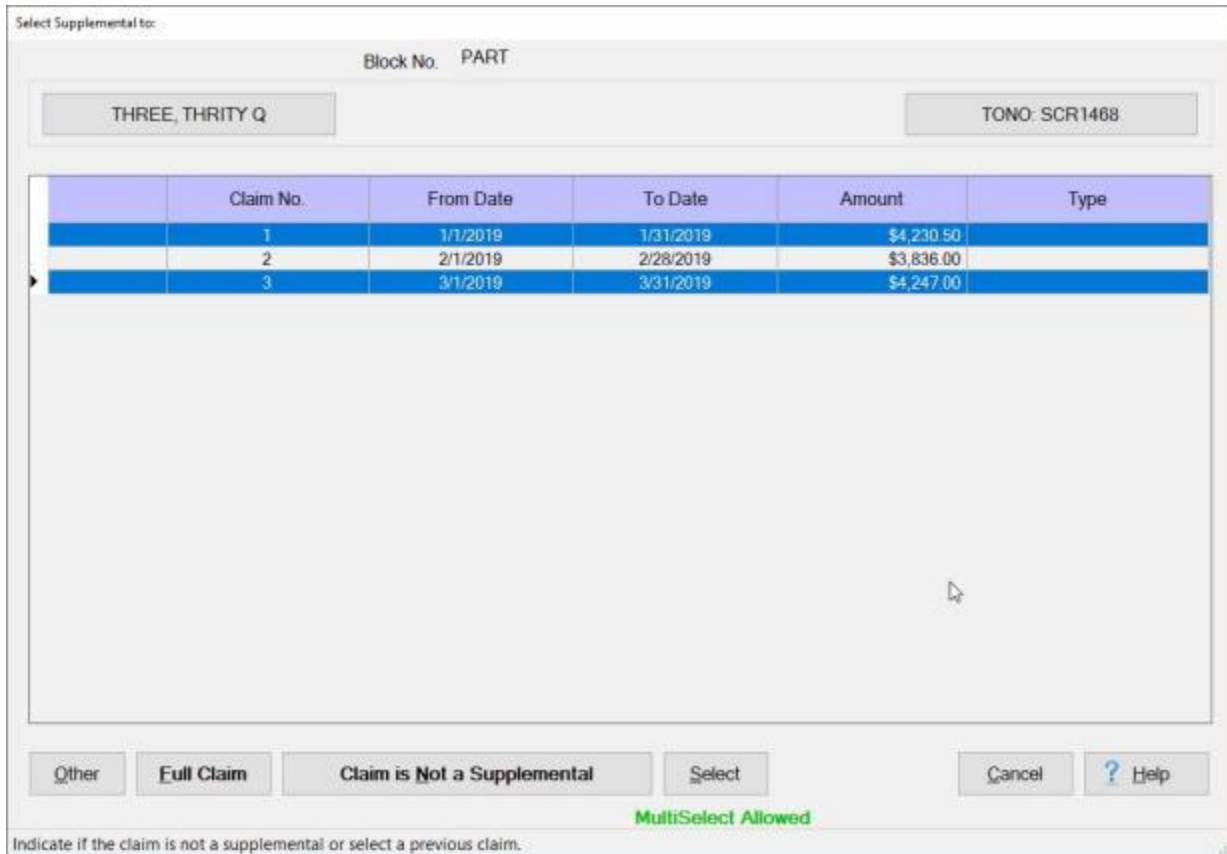 Select Supplemental to:
Block No. PART
THREE, THRITY Q TONO: SCR1468
Claim No. From Date To Date Amount Type
1 1/1/2019 1/31/2019 $4,230.50
2 2/1/2019 2/28/2019 $3,836.00
3 3/1/2019 3/31/2019 $4,247.00
Other Full Claim Claim is Not a Supplemental Select Cancel ? Help
MultiSelect Allowed
Indicate if the claim is not a supplemental or select a previous claim.